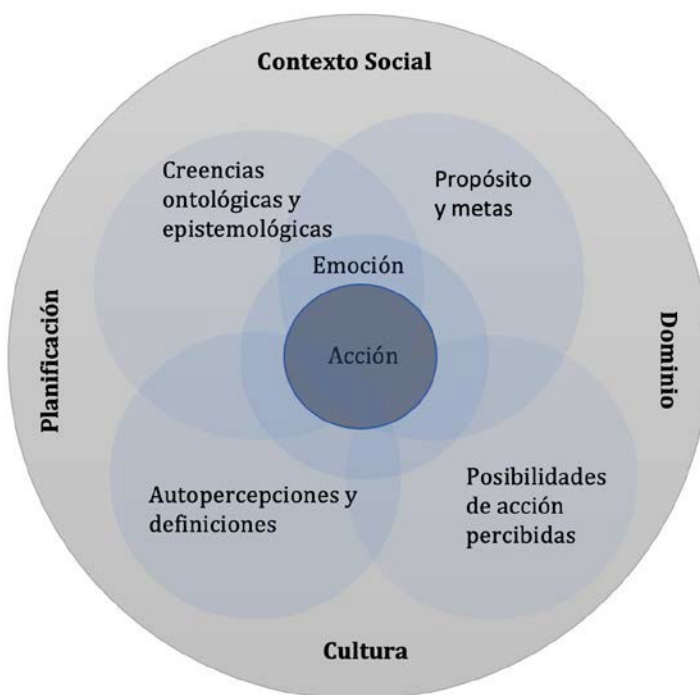 Contexto Social
Creencias
ontológicas y
epistemológicas
Propósito
y metas
Emoción
Planificación
Acción
Dominio
Autopercepciones y
definiciones
Posibilidades
de acción
percibidas
Cultura